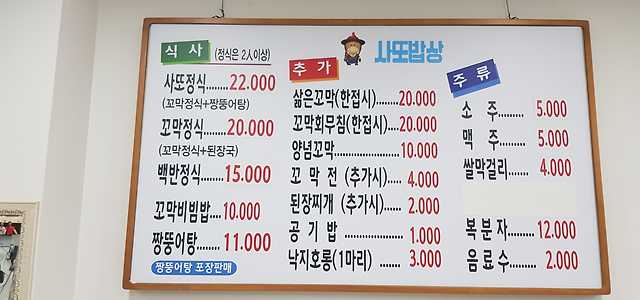 사또밥상
식 사 (정식은 2人이상)
사또정식......22.000
(꼬막정식+짱뚱어탕)
꼬막정식......20.000
(꼬막정식+된장국)
백반정식......15.000
꼬막비빔밥...10.000
짱뚱어탕........11.000
짱뚱어탕 포장판매
추 가
삶은꼬막(한접시).......20.000
꼬막회무침(한접시)....20.000
양념꼬막......................10.000
꼬 막 전 (추가시)...... 4.000
된장찌개 (추가시)...... 2.000
공 기 밥 ...................... 1.000
낙지호롱(1마리) ......... 3.000
주 류
소 주......... 5.000
맥 주......... 5.000
쌀막걸리...... 4.000
복 분 자........12.000
음 료 수........ 2.000